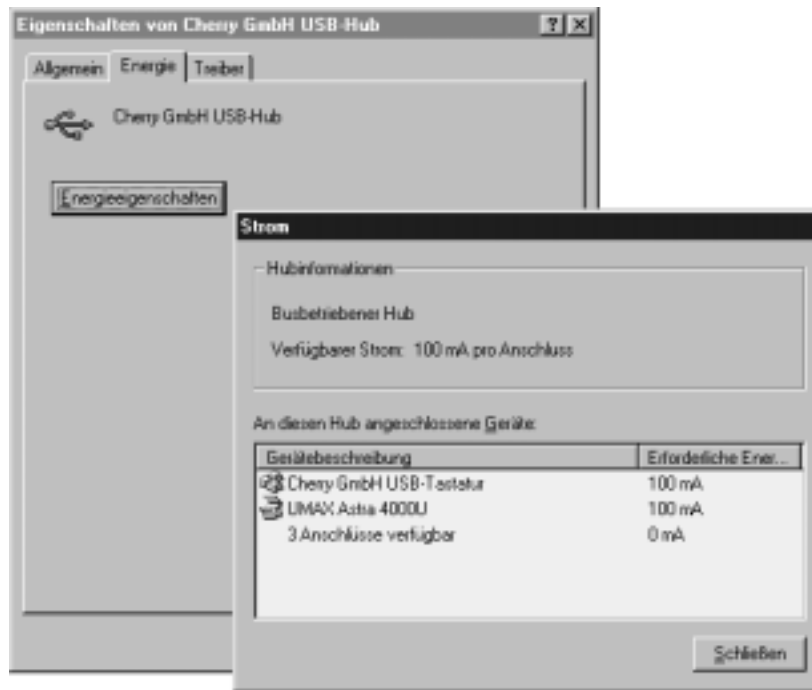 Eigenschaften von Cherry GmbH USB-Hub
Allgemein Energie Treiber
Cherry GmbH USB-Hub
Energieeigenschaften
Strom
Hubinformationen
Busbetriebener Hub
Verfügbarer Strom: 100 mA pro Anschluss
An diesen Hub angeschlossene Geräte:
Gerätebeschreibung Erforderliche Ener...
Cherry GmbH USB-Tastatur 100 mA
UMAX Astra 4000U 100 mA
3 Anschlüsse verfügbar 0 mA
Schließen